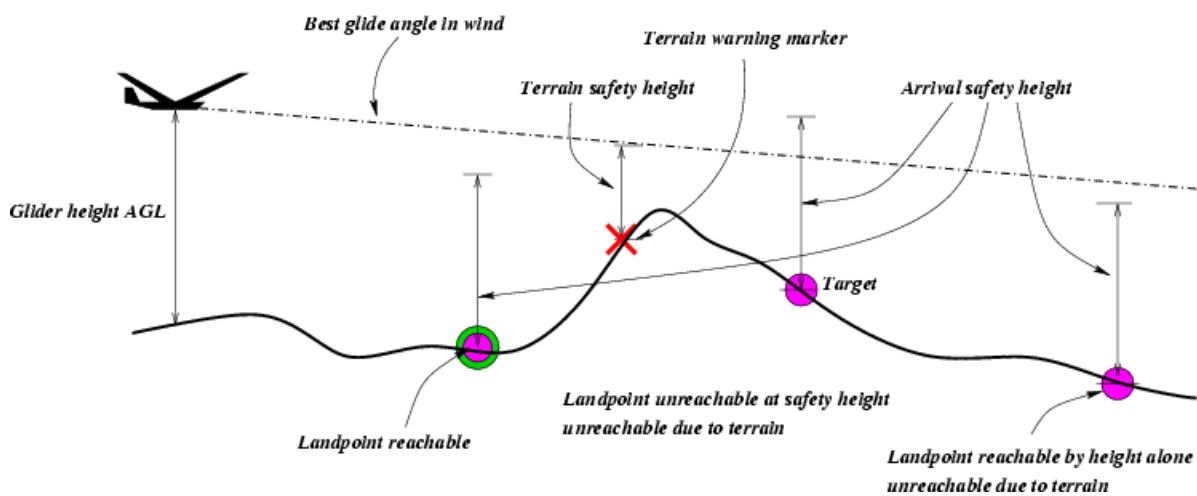 Best glide angle in wind
Terrain warning marker
Terrain safety height
Arrival safety height
Glider height AGL
Target
Landpoint unreachable at safety height
unreachable due to terrain
Landpoint reachable
Landpoint reachable by height alone
unreachable due to terrain